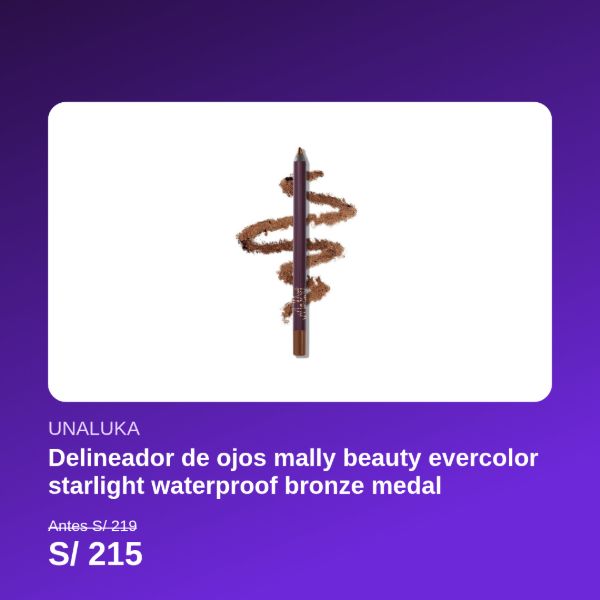 UNALUKA
Delineador de ojos mally beauty evercolor
starlight waterproof bronze medal
Antes S/ 219
S/ 215